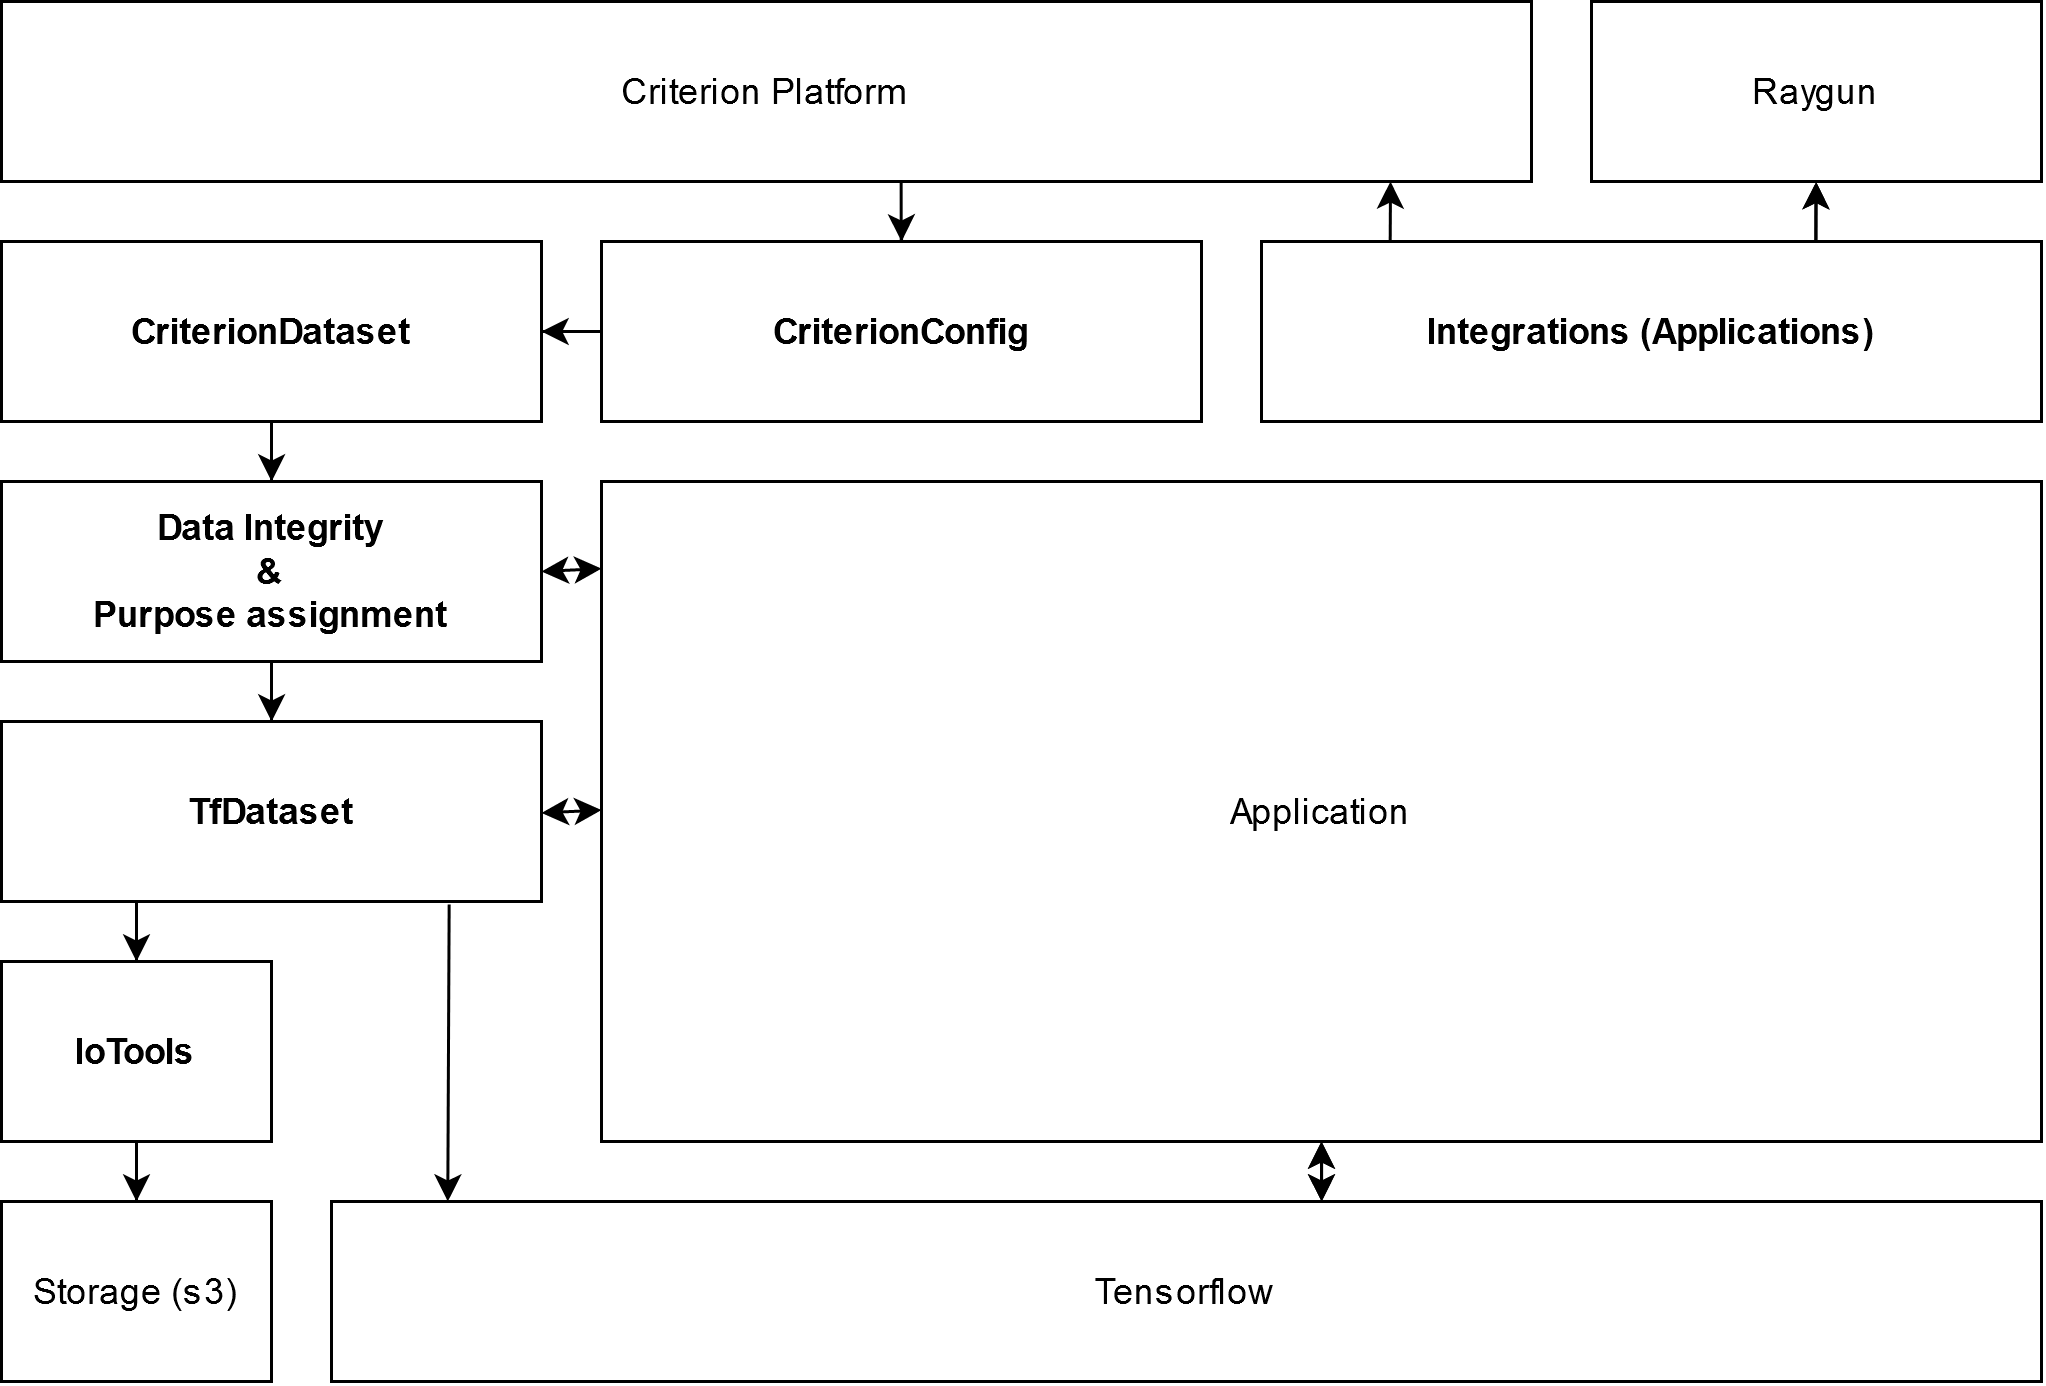 Criterion Platform
Raygun
CriterionDataset
CriterionConfig
Integrations (Applications)
Data Integrity
&
Purpose assignment
TfDataset
Application
IoTools
Storage (s3)
Tensorflow